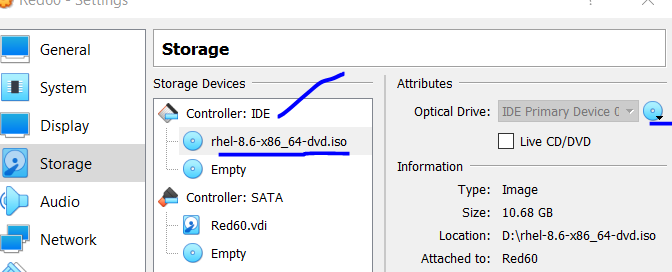 Red60 - Settings
?
General
System
Display
Storage
Audio
Network
Storage
Storage Devices
Controller: IDE
rhel-8.6-x86_64-dvd.iso
Empty
Controller: SATA
Red60.vdi
Empty
Attributes
Optical Drive: IDE Primary Device 0
Live CD/DVD
Information
Type: Image
Size: 10.68 GB
Location: D:\rhel-8.6-x86_64-dvd.iso
Attached to: Red60